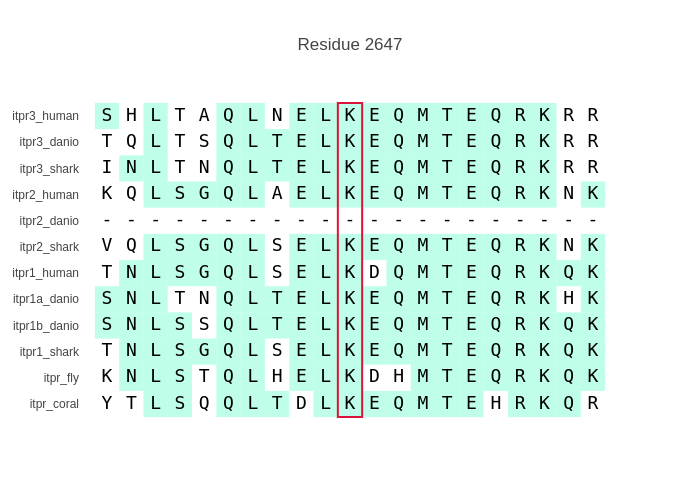 Residue 2647
itpr3_human S H L T A Q L N E L K E Q M T E Q R K R R
itpr3_danio T Q L T S Q L T E L K E Q M T E Q R K R R
itpr3_shark I N L T N Q L T E L K E Q M T E Q R K R R
itpr2_human K Q L S G Q L A E L K E Q M T E Q R K N K
itpr2_danio - - - - - - - - - - - - - - - - - - - - -
itpr2_shark V Q L S G Q L S E L K E Q M T E Q R K N K
itpr1_human T N L S G Q L S E L K D Q M T E Q R K Q K
itpr1a_danio S N L T N Q L T E L K E Q M T E Q R K H K
itpr1b_danio S N L S S Q L T E L K E Q M T E Q R K Q K
itpr1_shark T N L S G Q L S E L K E Q M T E Q R K Q K
itpr_fly K N L S T Q L H E L K D H M T E Q R K Q K
itpr_coral Y T L S Q Q L T D L K E Q M T E H R K Q R